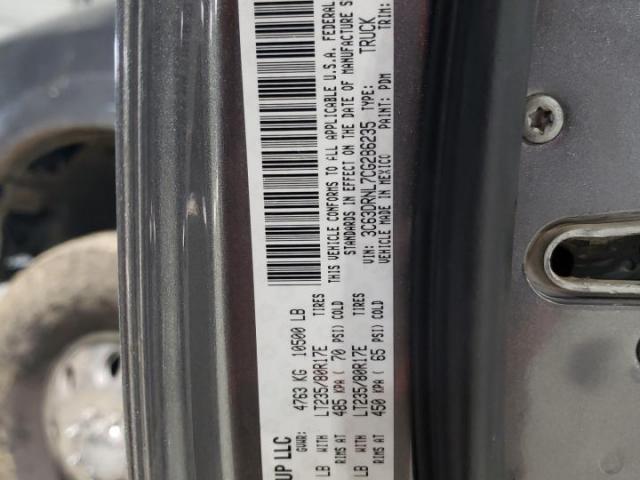 UP LLC
GVWR: 4763 KG 10500 LB
LB WITH LT235/80R17E TIRES
RIMS AT 485 KPA ( 70 PSI) COLD
LB WITH LT235/80R17E TIRES
RIMS AT 450 KPA ( 65 PSI) COLD
THIS VEHICLE CONFORMS TO ALL APPLICABLE U.S.A. FEDERAL
STANDARDS IN EFFECT ON THE DATE OF MANUFACTURE S
VIN: 3C63DRNL7CG286235 TYPE: TRUCK
VEHICLE MADE IN MEXICO PAINT: PDM TRIM: